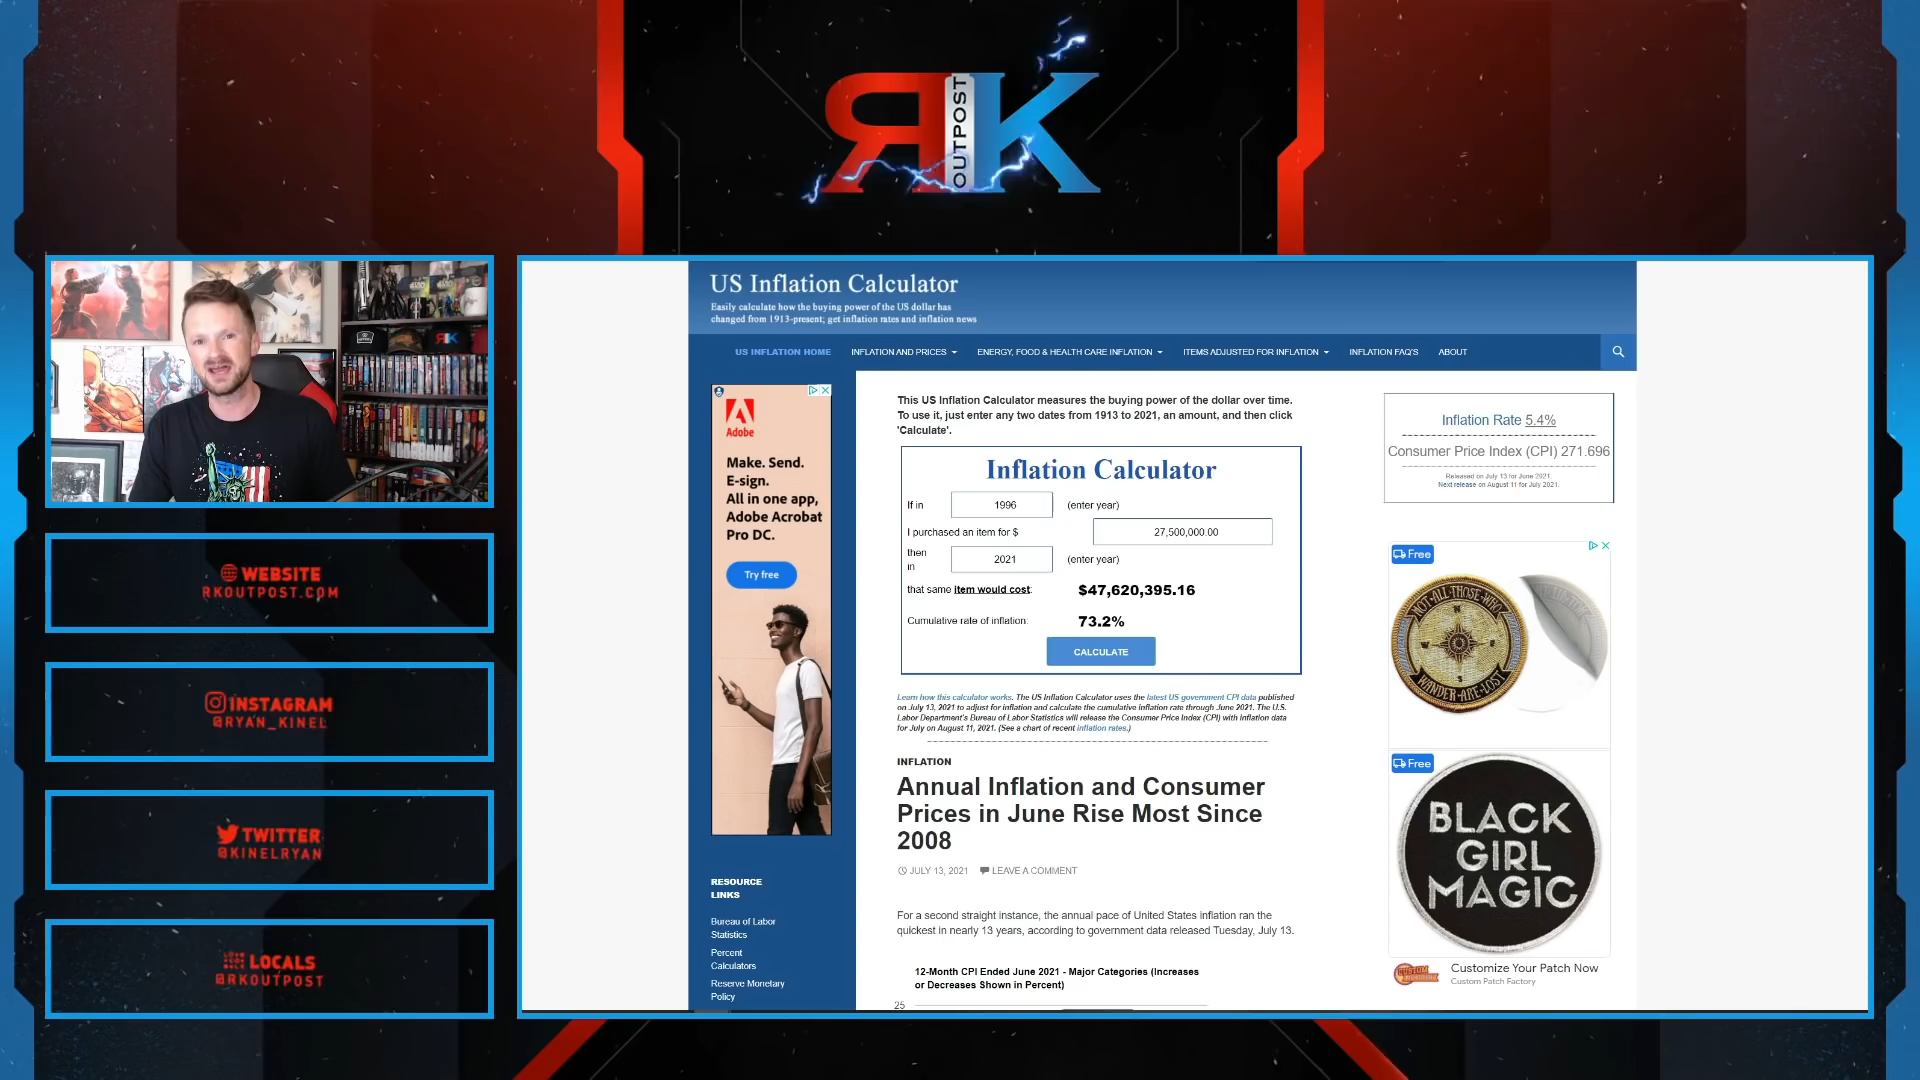 RK
OUTPOST
WEBSITE
RKOUTPOST.COM
INSTAGRAM
@RYAN_KINEL
TWITTER
@KINELRYAN
LOCALS
@RKOUTPOST
RK
US Inflation Calculator
Easily calculate how the buying power of the US dollar has
changed from 1913-present; get inflation rates and inflation news
US INFLATION HOME INFLATION AND PRICES ENERGY, FOOD & HEALTH CARE INFLATION ITEMS ADJUSTED FOR INFLATION INFLATION FAQ'S ABOUT
Adobe
Make. Send.
E-sign.
All in one app,
Adobe Acrobat
Pro DC.
Try free
RESOURCE
LINKS
Bureau of Labor
Statistics
Percent
Calculators
Reserve Monetary
Policy
This US Inflation Calculator measures the buying power of the dollar over time.
To use it, just enter any two dates from 1913 to 2021, an amount, and then click
'Calculate'.
Inflation Calculator
If in 1996 (enter year)
I purchased an item for $ 27,500,000.00
then
in 2021 (enter year)
that same item would cost: $47,620,395.16
Cumulative rate of inflation: 73.2%
CALCULATE
Learn how this calculator works. The US Inflation Calculator uses the latest US government CPI data published
on July 13, 2021 to adjust for inflation and calculate the cumulative inflation rate through June 2021. The U.S.
Labor Department's Bureau of Labor Statistics will release the Consumer Price Index (CPI) with inflation data
for July on August 11, 2021. (See a chart of recent inflation rates.)
INFLATION
Annual Inflation and Consumer
Prices in June Rise Most Since
2008
JULY 13, 2021 LEAVE A COMMENT
For a second straight instance, the annual pace of United States inflation ran the
quickest in nearly 13 years, according to government data released Tuesday, July 13.
12-Month CPI Ended June 2021 - Major Categories (Increases
or Decreases Shown in Percent)
25
Inflation Rate 5.4%
Consumer Price Index (CPI) 271.696
Released on July 13 for June 2021.
Next release on August 11 for July 2021.
Free
NOT·ALL·THOSE·WHO
WANDER·ARE·LOST
Free
BLACK
GIRL
MAGIC
Customize Your Patch Now
Custom Patch Factory